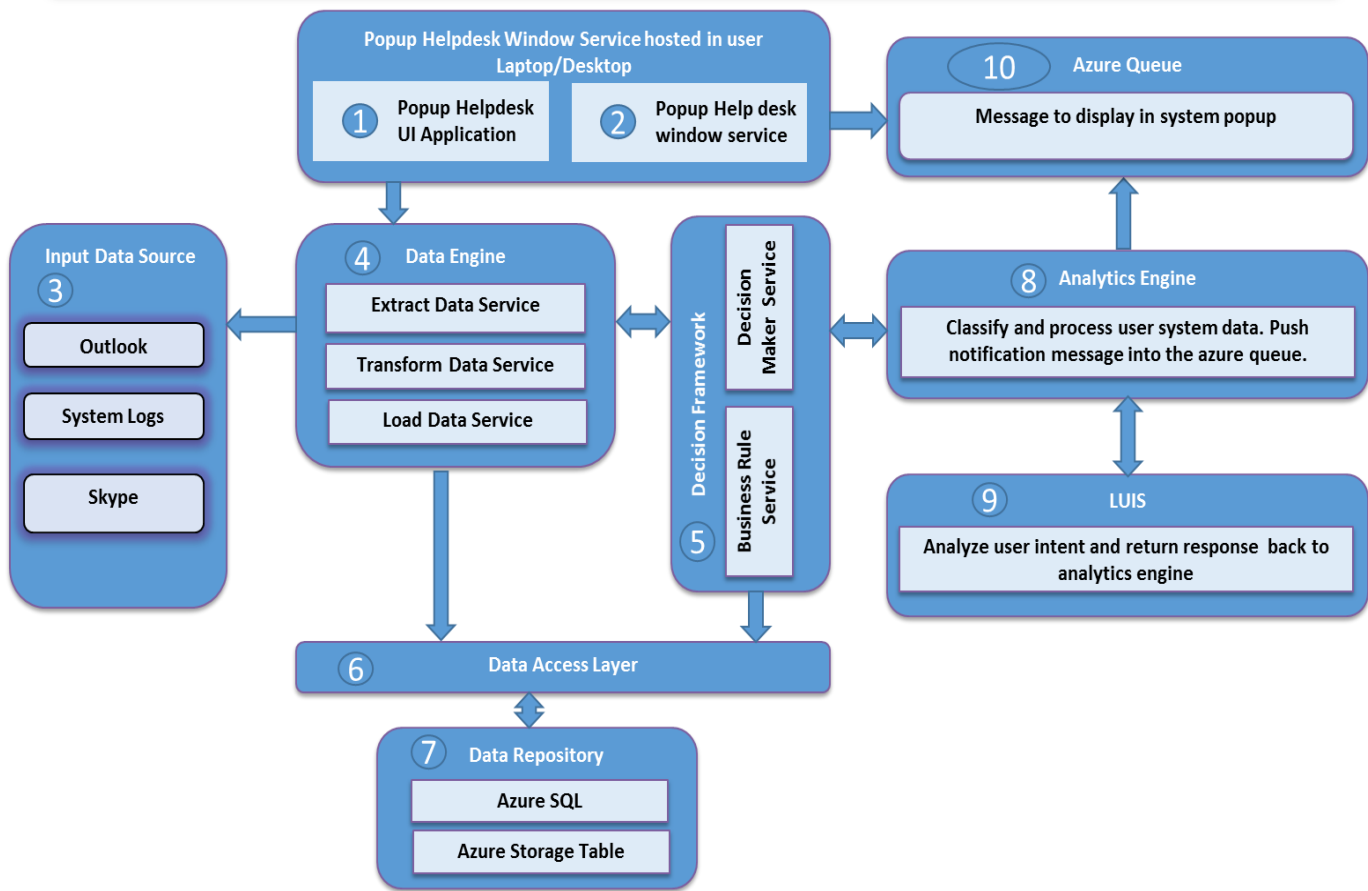 Popup Helpdesk Window Service hosted in user
Laptop/Desktop
1
Popup Helpdesk
UI Application
2
Popup Help desk
window service
10
Azure Queue
Message to display in system popup
Input Data Source
3
Outlook
System Logs
Skype
4
Data Engine
Extract Data Service
Transform Data Service
Load Data Service
Decision Framework
5
Decision
Maker Service
Business Rule
Service
8
Analytics Engine
Classify and process user system data. Push
notification message into the azure queue.
9
LUIS
Analyze user intent and return response back to
analytics engine
6
Data Access Layer
7
Data Repository
Azure SQL
Azure Storage Table